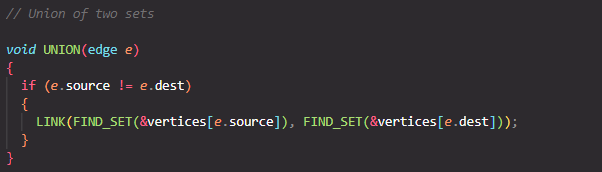 // Union of two sets
void UNION(edge e)
{
if (e.source != e.dest)
{
LINK(FIND_SET(&vertices[e.source]), FIND_SET(&vertices[e.dest]));
}
}